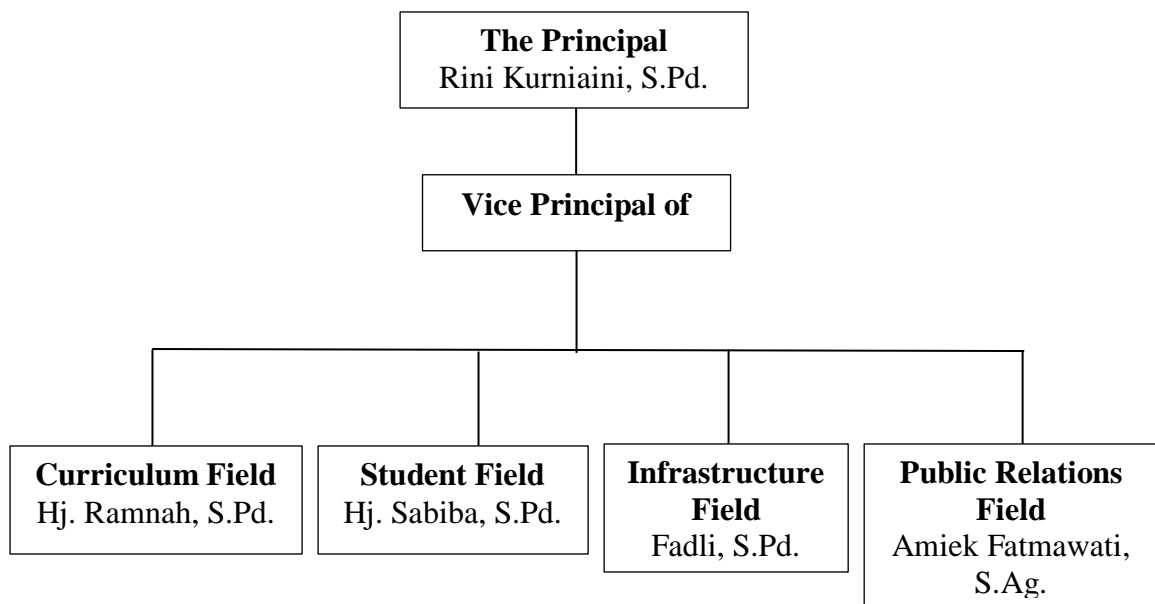 The Principal
Rini Kurniaini, S.Pd.
Vice Principal of
Curriculum Field
Hj. Ramnah, S.Pd.
Student Field
Hj. Sabiba, S.Pd.
Infrastructure
Field
Fadli, S.Pd.
Public Relations
Field
Amiek Fatmawati,
S.Ag.